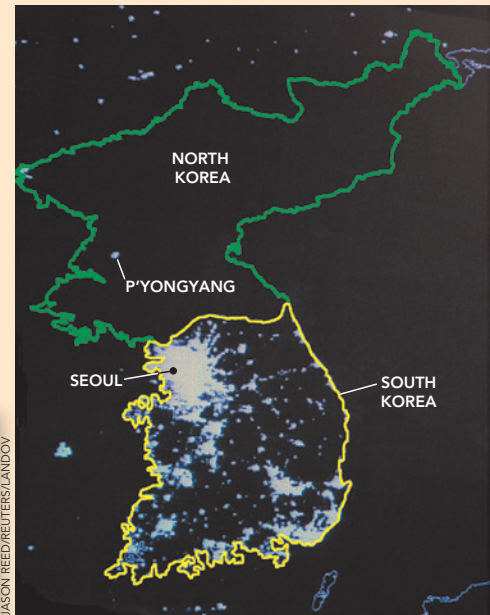 NORTH
KOREA
P'YONGYANG
SEOUL
SOUTH
KOREA
JASON REED/REUTERS/LANDOV